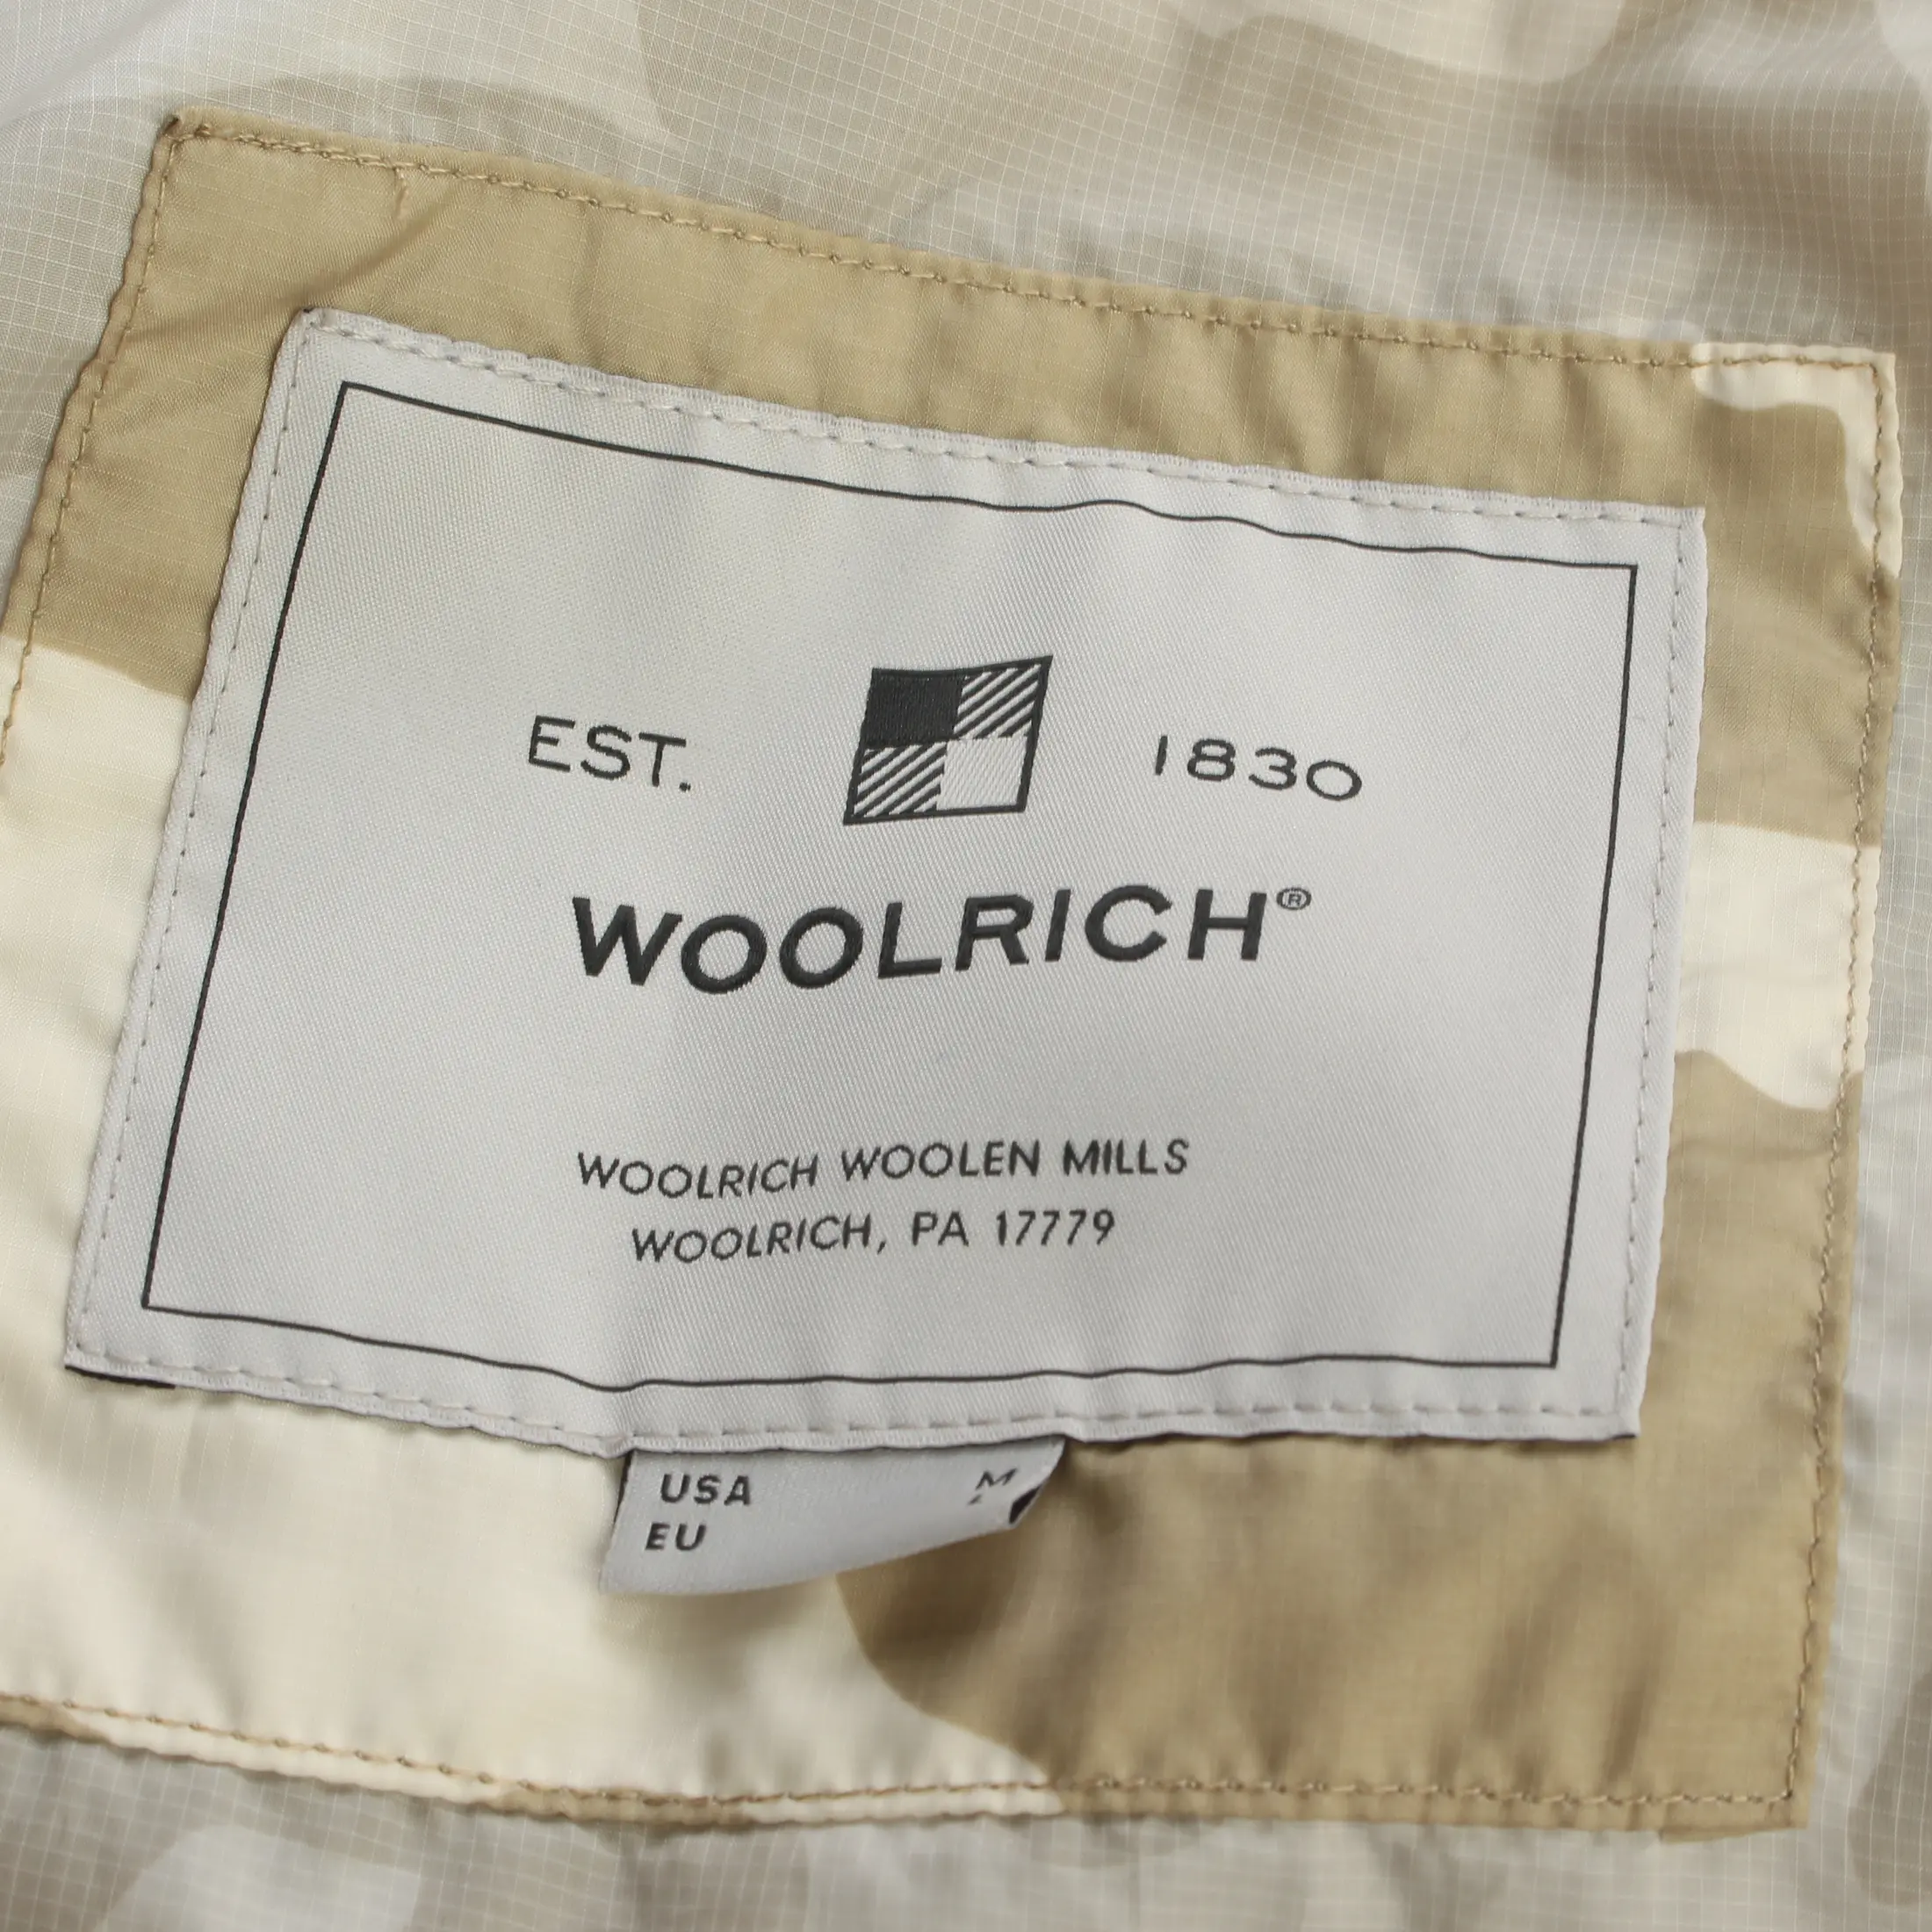 EST. 1830
WOOLRICH®
WOOLRICH WOOLEN MILLS
WOOLRICH, PA 17779
USA M
EU